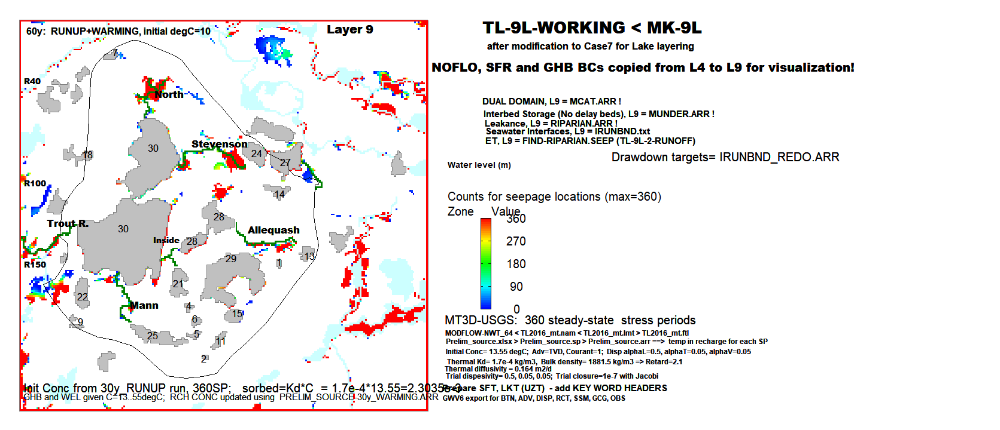 60y: RUNUP+WARMING, initial degC=10
Layer 9
7
R40
North
30
Stevenson
24
18
27
R100
14
28
Trout R.
30
Allequash
Inside
28
13
29
1
R150
21
22
Mann
4
15
9
6
25
5
11
2
Init Conc from 30y_RUNUP run, 360SP; sorbed=Kd*C = 1.7e-4*13.55=2.3035e-3
GHB and WEL given C=13..55degC; RCH CONC updated using PRELIM_SOURCE-30y_WARMING.ARR
TL-9L-WORKING < MK-9L
after modification to Case7 for Lake layering
NOFLO, SFR and GHB BCs copied from L4 to L9 for visualization!
DUAL DOMAIN, L9 = MCAT.ARR !
Interbed Storage (No delay beds), L9 = MUNDER.ARR !
Leakance, L9 = RIPARIAN.ARR !
Seawater Interfaces, L9 = IRUNBND.txt
ET, L9 = FIND-RIPARIAN.SEEP (TL-9L-2-RUNOFF)
Drawdown targets= IRUNBND_REDO.ARR
Water level (m)
Counts for seepage locations (max=360)
Zone Value
360
270
180
90
0
MT3D-USGS: 360 steady-state stress periods
MODFLOW-NWT_64 < TL2016_mt.nam < TL2016_mt.lmt > TL2016_mt.ftl
Prelim_source.xlsx > Prelim_source.sp > Prelim_source.arr ==> temp in recharge for each SP
Initial Conc= 13.55 degC; Adv=TVD, Courant=1; Disp alphaL=0.5, alphaT=0.05, alphaV=0.05
Thermal Kd= 1.7e-4 kg/m3, Bulk density= 1881.5 kg/m3 => Retard=2.1
Thermal diffusivity = 0.164 m2/d
Trial dispesivity= 0.5, 0.05, 0.05; Trial closure=1e-7 with Jacobi
Prepare SFT, LKT (UZT) - add KEY WORD HEADERS
GWV6 export for BTN, ADV, DISP, RCT, SSM, GCG, OBS